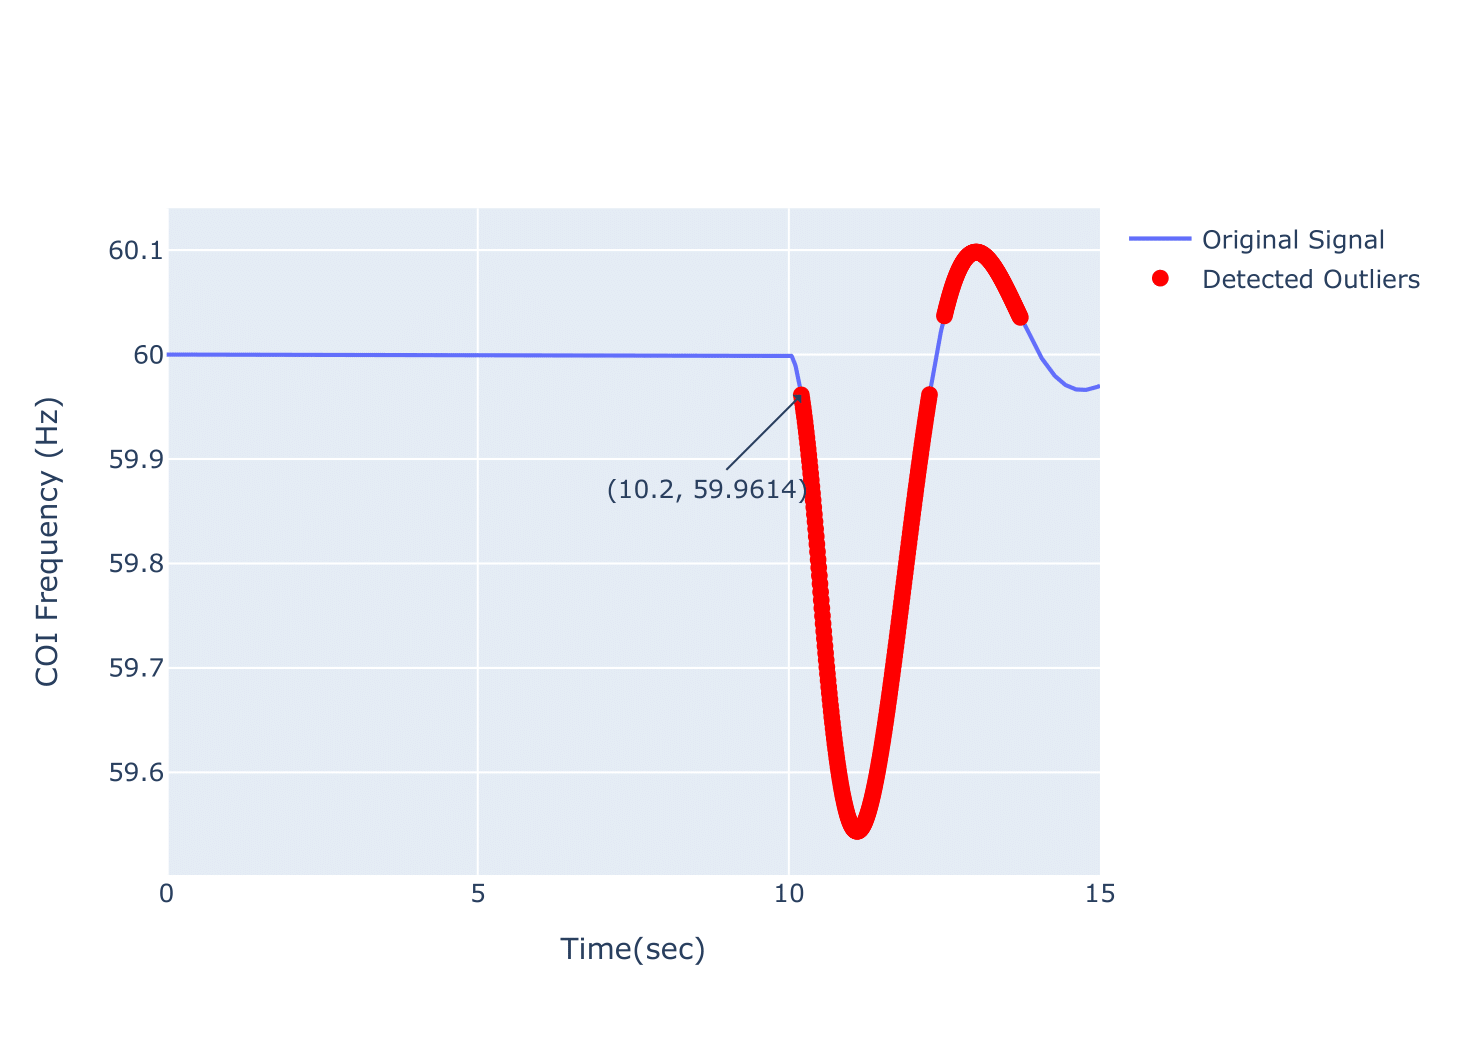 Original Signal
Detected Outliers
60.1
60
59.9
59.8
59.7
59.6
COI Frequency (Hz)
(10.2, 59.9614)
0
5
10
15
Time(sec)